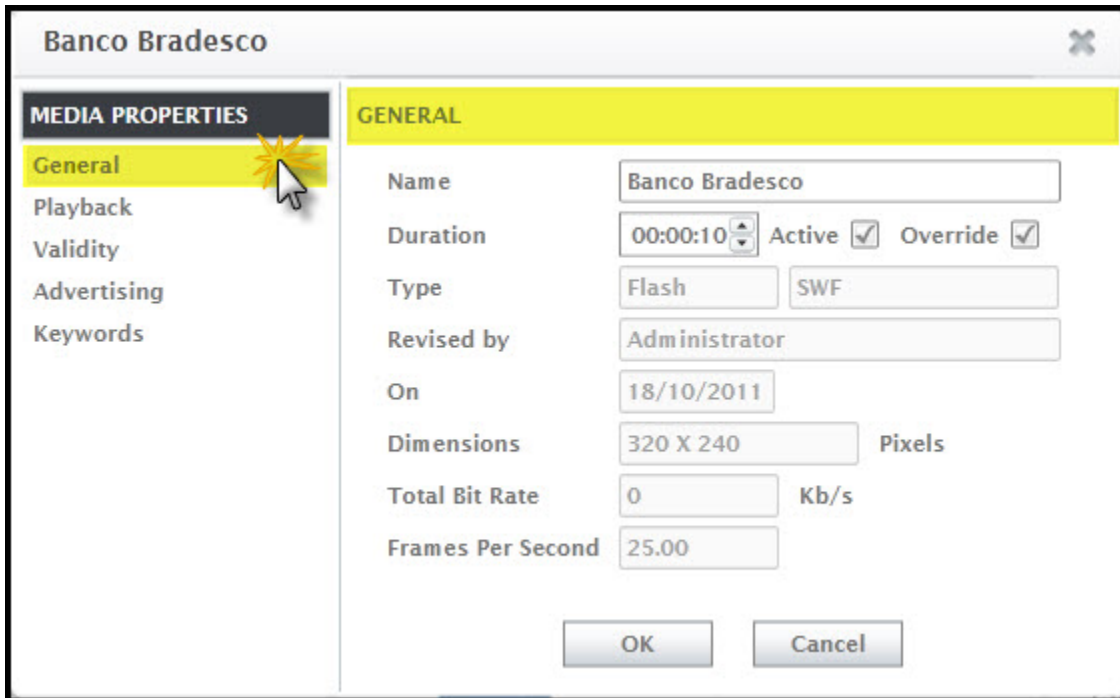 Banco Bradesco
MEDIA PROPERTIES
General
Playback
Validity
Advertising
Keywords
GENERAL
Name Banco Bradesco
Duration 00:00:10 Active Override
Type Flash SWF
Revised by Administrator
On 18/10/2011
Dimensions 320 X 240 Pixels
Total Bit Rate 0 Kb/s
Frames Per Second 25.00
OK Cancel